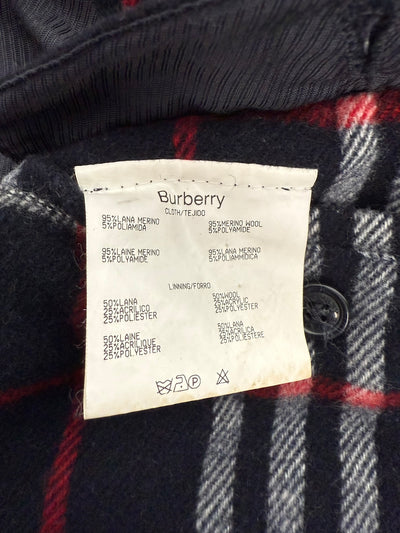 Burberry
CLOTH/TEJIDO
95%LANA MERINO
5%POLIAMIDA
95%MERINO WOOL
5%POLYAMIDE
95%LAINE MERINO
5%POLYAMIDE
95%LANA MERINO
5%POLIAMMIDICA
LINNING/FORRO
50%LANA
25%ACRILICO
25%POLIESTER
50%WOOL
25%ACRYLIC
25%POLYESTER
50%LAINE
25%ACRILIQUE
25%POLYESTER
50%LANA
25%ACRILICA
25%POLIESTERE
P